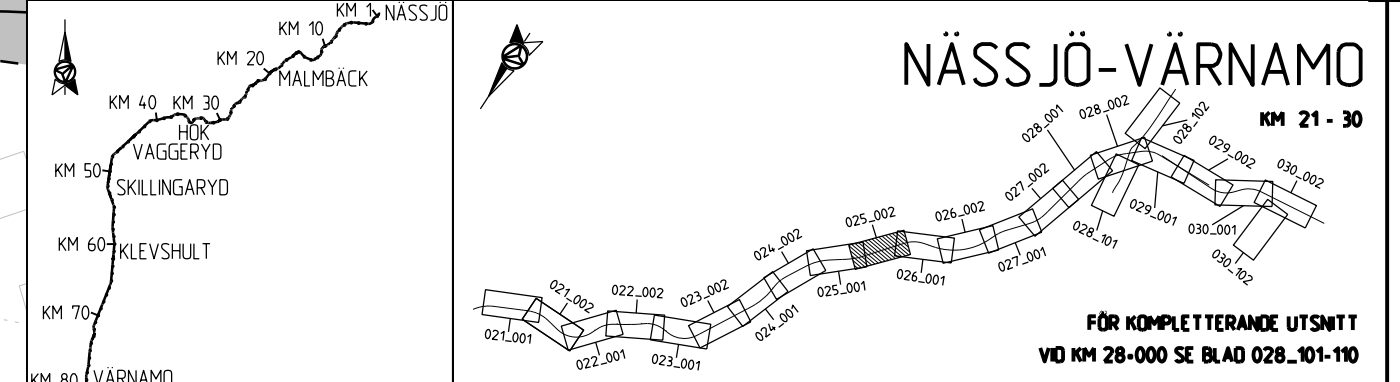 KM 1 NÄSSJÖ
KM 10
KM 20
MALMBÄCK
KM 40 KM 30
HOK
VAGGERYD
KM 50
SKILLINGARYD
KM 60 KLEVSHULT
KM 70
KM 80 VÄRNAMO
NÄSSJÖ-VÄRNAMO
KM 21 - 30
021_001
021_002
022_001
022_002
023_001
023_002
024_001
024_002
025_001
025_002
026_001
026_002
027_001
027_002
028_001
028_002
028_101
028_102
029_001
029_002
030_001
030_002
030_102
FÖR KOMPLETTERANDE UTSNITT
VID KM 28+000 SE BLAD 028_101-110